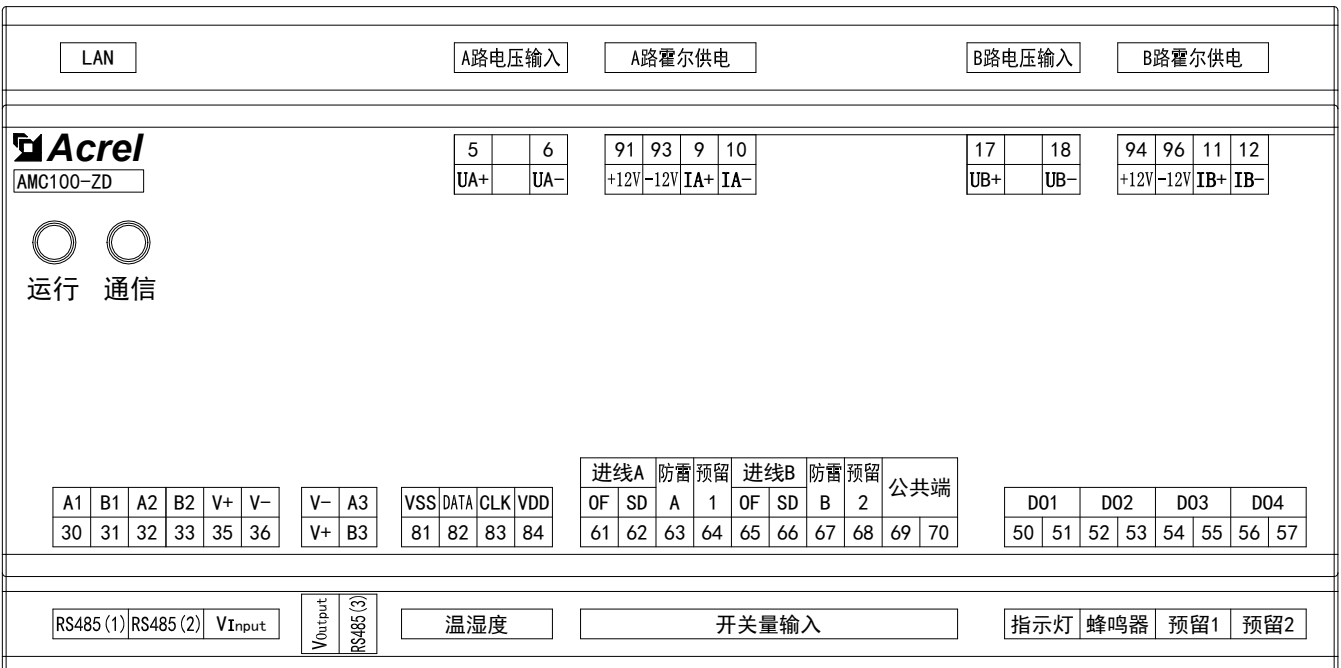 LAN A路电压输入 A路霍尔供电 B路电压输入 B路霍尔供电
Acrel
AMC100-ZD
5 6 91 93 9 10 17 18 94 96 11 12
UA+ UA- +12V -12V IA+ IA- UB+ UB- +12V -12V IB+ IB-
运行 通信
进线A 防雷 预留 进线B 防雷 预留 公共端
A1 B1 A2 B2 V+ V- V- A3 VSS DATA CLK VDD OF SD A 1 OF SD B 2 DO1 DO2 DO3 DO4
30 31 32 33 35 36 V+ B3 81 82 83 84 61 62 63 64 65 66 67 68 69 70 50 51 52 53 54 55 56 57
RS485(1) RS485(2) VInput VOutput RS485(3) 温湿度 开关量输入 指示灯 蜂鸣器 预留1 预留2